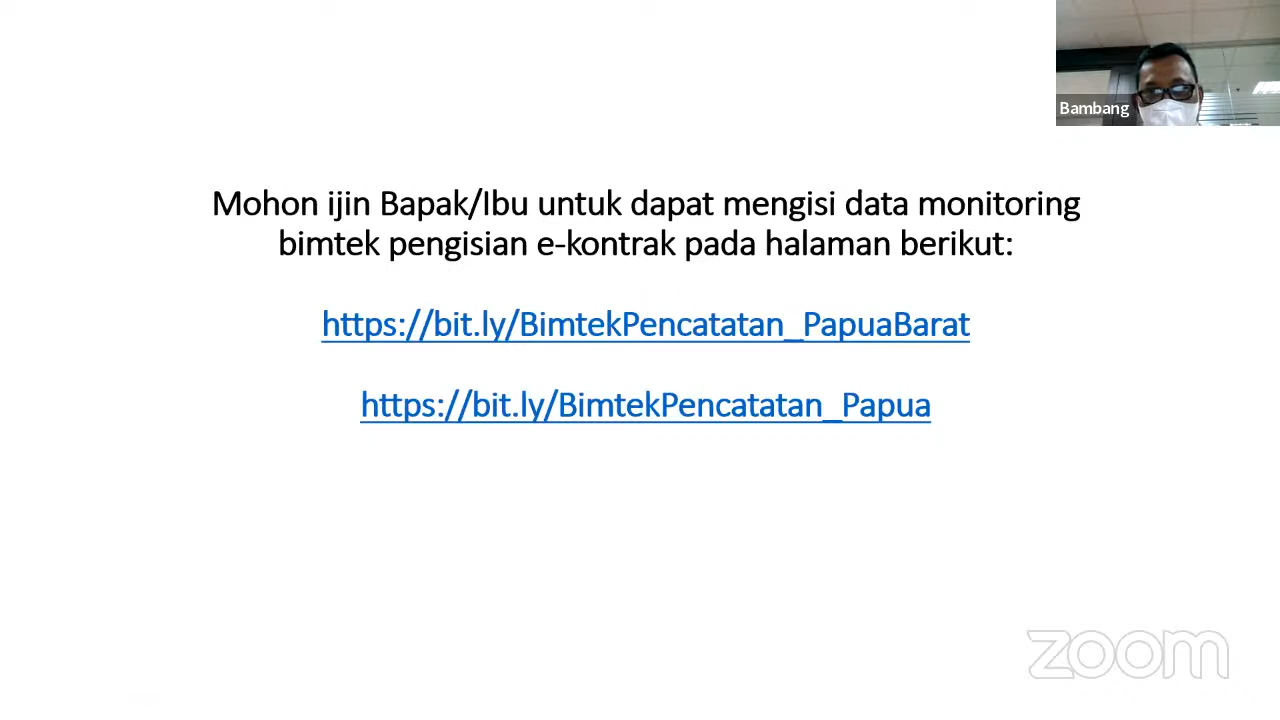 Bambang
Mohon ijin Bapak/Ibu untuk dapat mengisi data monitoring
bimtek pengisian e-kontrak pada halaman berikut:
https://bit.ly/BimtekPencatatan_PapuaBarat
https://bit.ly/BimtekPencatatan_Papua
zoom